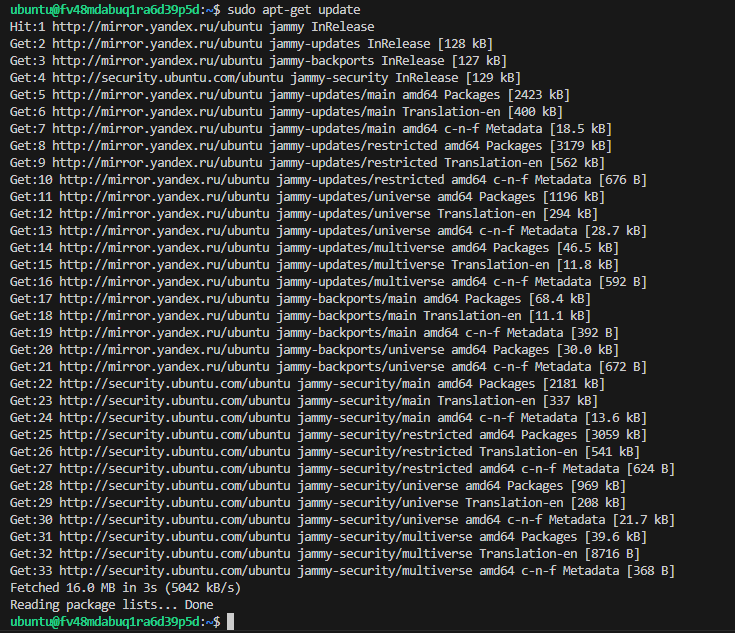 ubuntu@fv48mdabuq1ra6d39p5d:~$ sudo apt-get update
Hit:1 http://mirror.yandex.ru/ubuntu jammy InRelease
Get:2 http://mirror.yandex.ru/ubuntu jammy-updates InRelease [128 kB]
Get:3 http://mirror.yandex.ru/ubuntu jammy-backports InRelease [127 kB]
Get:4 http://security.ubuntu.com/ubuntu jammy-security InRelease [129 kB]
Get:5 http://mirror.yandex.ru/ubuntu jammy-updates/main amd64 Packages [2423 kB]
Get:6 http://mirror.yandex.ru/ubuntu jammy-updates/main Translation-en [400 kB]
Get:7 http://mirror.yandex.ru/ubuntu jammy-updates/main amd64 c-n-f Metadata [18.5 kB]
Get:8 http://mirror.yandex.ru/ubuntu jammy-updates/restricted amd64 Packages [3179 kB]
Get:9 http://mirror.yandex.ru/ubuntu jammy-updates/restricted Translation-en [562 kB]
Get:10 http://mirror.yandex.ru/ubuntu jammy-updates/restricted amd64 c-n-f Metadata [676 B]
Get:11 http://mirror.yandex.ru/ubuntu jammy-updates/universe amd64 Packages [1196 kB]
Get:12 http://mirror.yandex.ru/ubuntu jammy-updates/universe Translation-en [294 kB]
Get:13 http://mirror.yandex.ru/ubuntu jammy-updates/universe amd64 c-n-f Metadata [28.7 kB]
Get:14 http://mirror.yandex.ru/ubuntu jammy-updates/multiverse amd64 Packages [46.5 kB]
Get:15 http://mirror.yandex.ru/ubuntu jammy-updates/multiverse Translation-en [11.8 kB]
Get:16 http://mirror.yandex.ru/ubuntu jammy-updates/multiverse amd64 c-n-f Metadata [592 B]
Get:17 http://mirror.yandex.ru/ubuntu jammy-backports/main amd64 Packages [68.4 kB]
Get:18 http://mirror.yandex.ru/ubuntu jammy-backports/main Translation-en [11.1 kB]
Get:19 http://mirror.yandex.ru/ubuntu jammy-backports/main amd64 c-n-f Metadata [392 B]
Get:20 http://mirror.yandex.ru/ubuntu jammy-backports/universe amd64 Packages [30.0 kB]
Get:21 http://mirror.yandex.ru/ubuntu jammy-backports/universe amd64 c-n-f Metadata [672 B]
Get:22 http://security.ubuntu.com/ubuntu jammy-security/main amd64 Packages [2181 kB]
Get:23 http://security.ubuntu.com/ubuntu jammy-security/main Translation-en [337 kB]
Get:24 http://security.ubuntu.com/ubuntu jammy-security/main amd64 c-n-f Metadata [13.6 kB]
Get:25 http://security.ubuntu.com/ubuntu jammy-security/restricted amd64 Packages [3059 kB]
Get:26 http://security.ubuntu.com/ubuntu jammy-security/restricted Translation-en [541 kB]
Get:27 http://security.ubuntu.com/ubuntu jammy-security/restricted amd64 c-n-f Metadata [624 B]
Get:28 http://security.ubuntu.com/ubuntu jammy-security/universe amd64 Packages [969 kB]
Get:29 http://security.ubuntu.com/ubuntu jammy-security/universe Translation-en [208 kB]
Get:30 http://security.ubuntu.com/ubuntu jammy-security/universe amd64 c-n-f Metadata [21.7 kB]
Get:31 http://security.ubuntu.com/ubuntu jammy-security/multiverse amd64 Packages [39.6 kB]
Get:32 http://security.ubuntu.com/ubuntu jammy-security/multiverse Translation-en [8716 B]
Get:33 http://security.ubuntu.com/ubuntu jammy-security/multiverse amd64 c-n-f Metadata [368 B]
Fetched 16.0 MB in 3s (5042 kB/s)
Reading package lists... Done
ubuntu@fv48mdabuq1ra6d39p5d:~$